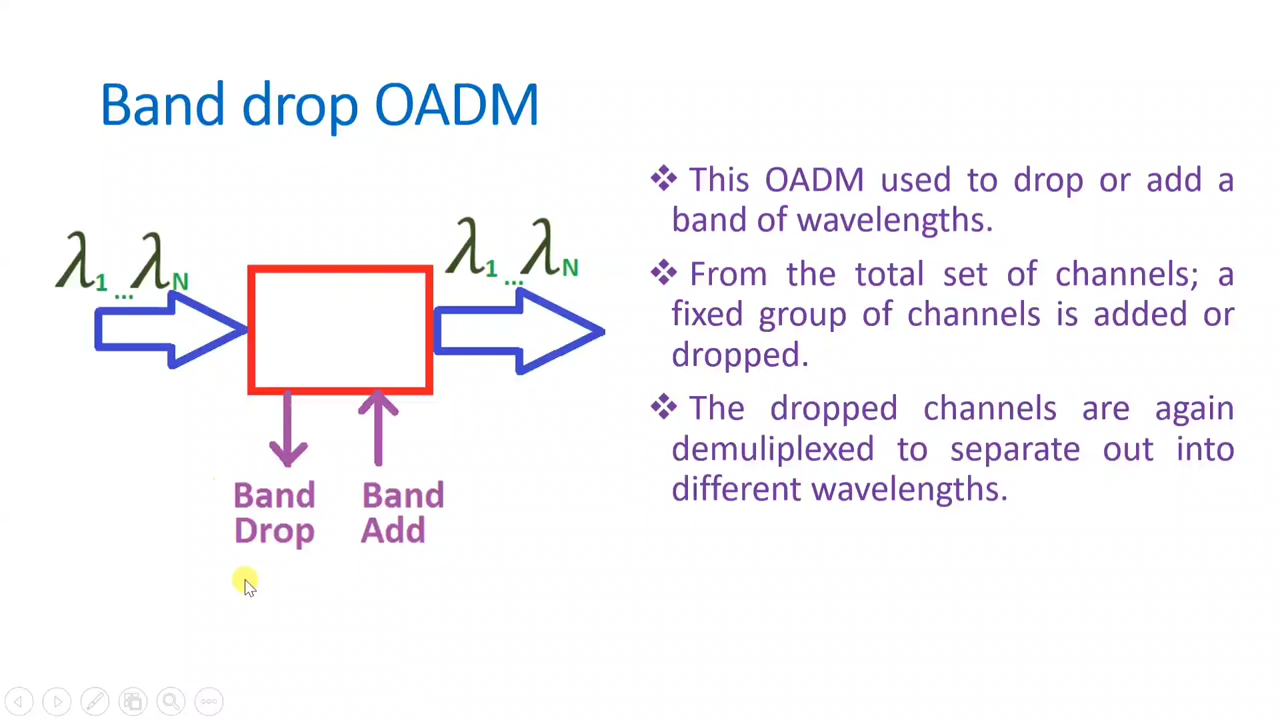 Band drop OADM
λ1 ... λN
λ1 ... λN
Band Drop
Band Add
❖ This OADM used to drop or add a
band of wavelengths.
❖ From the total set of channels; a
fixed group of channels is added or
dropped.
❖ The dropped channels are again
demuliplexed to separate out into
different wavelengths.